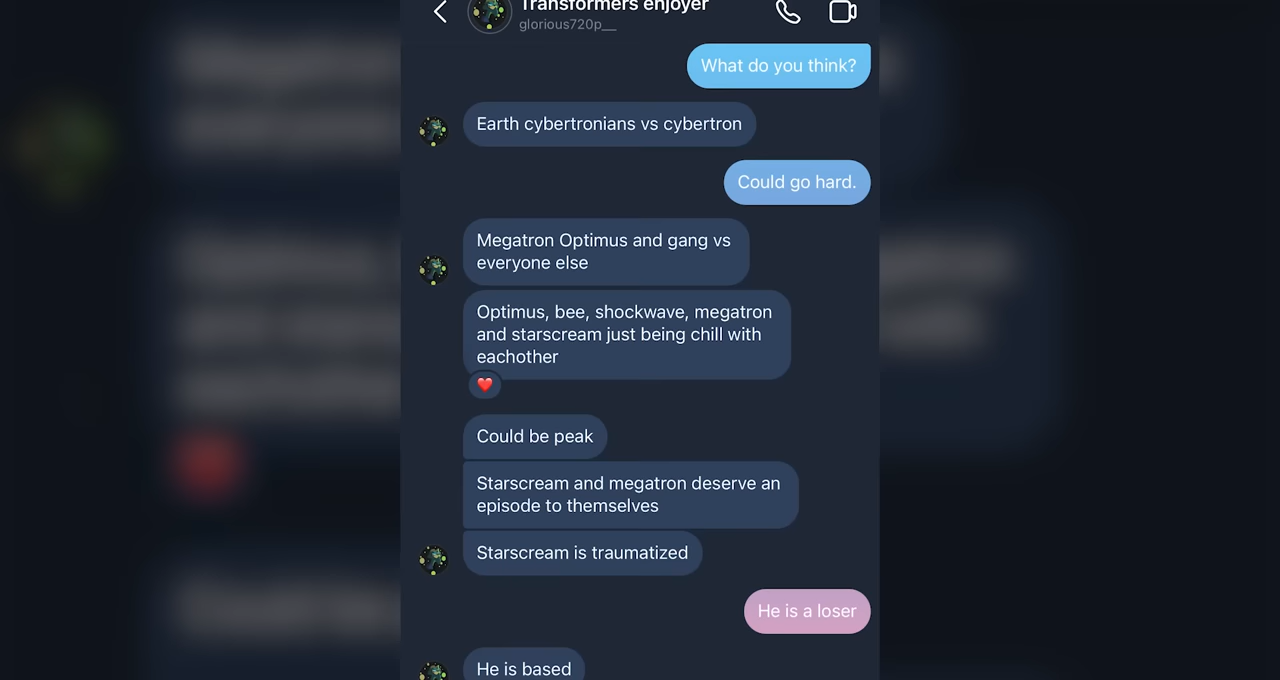 Transformers enjoyer
glorious720p__
What do you think?
Earth cybertronians vs cybertron
Could go hard.
Megatron Optimus and gang vs
everyone else
Optimus, bee, shockwave, megatron
and starscream just being chill with
eachother
Could be peak
Starscream and megatron deserve an
episode to themselves
Starscream is traumatized
He is a loser
He is based